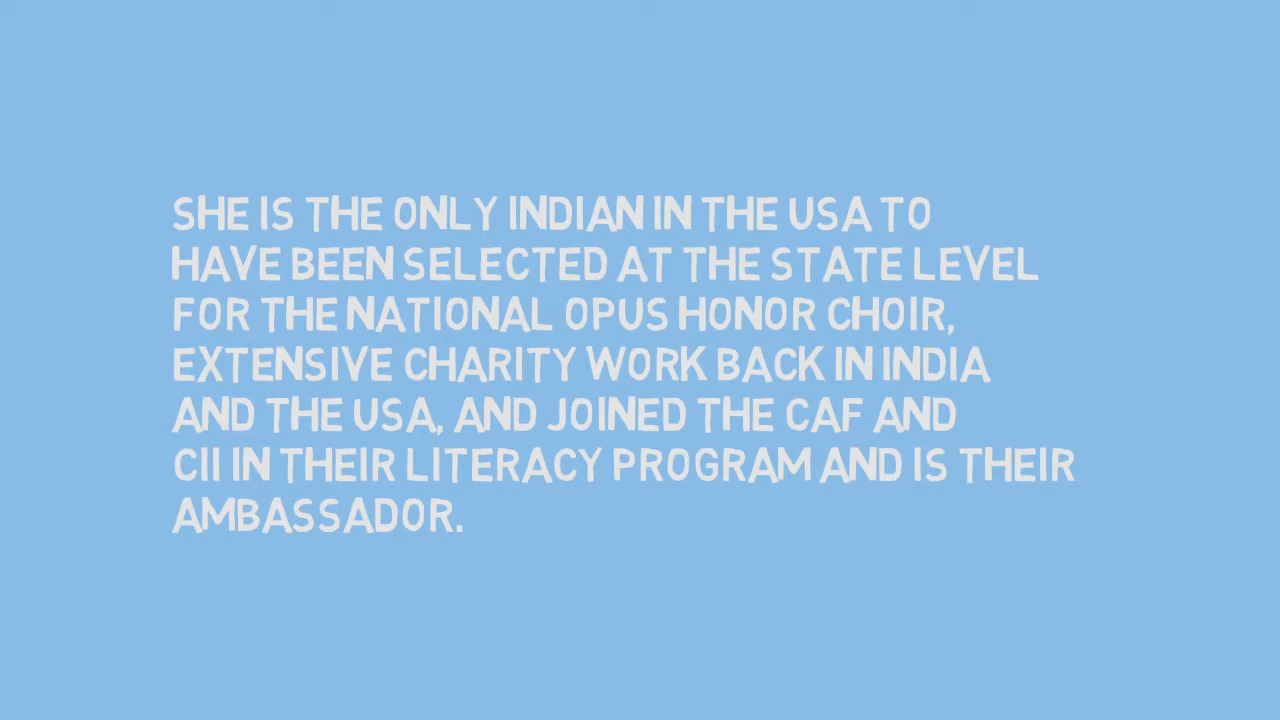 SHE IS THE ONLY INDIAN IN THE USA TO
HAVE BEEN SELECTED AT THE STATE LEVEL
FOR THE NATIONAL OPUS HONOR CHOIR,
EXTENSIVE CHARITY WORK BACK IN INDIA
AND THE USA, AND JOINED THE CAF AND
CII IN THEIR LITERACY PROGRAM AND IS THEIR
AMBASSADOR.